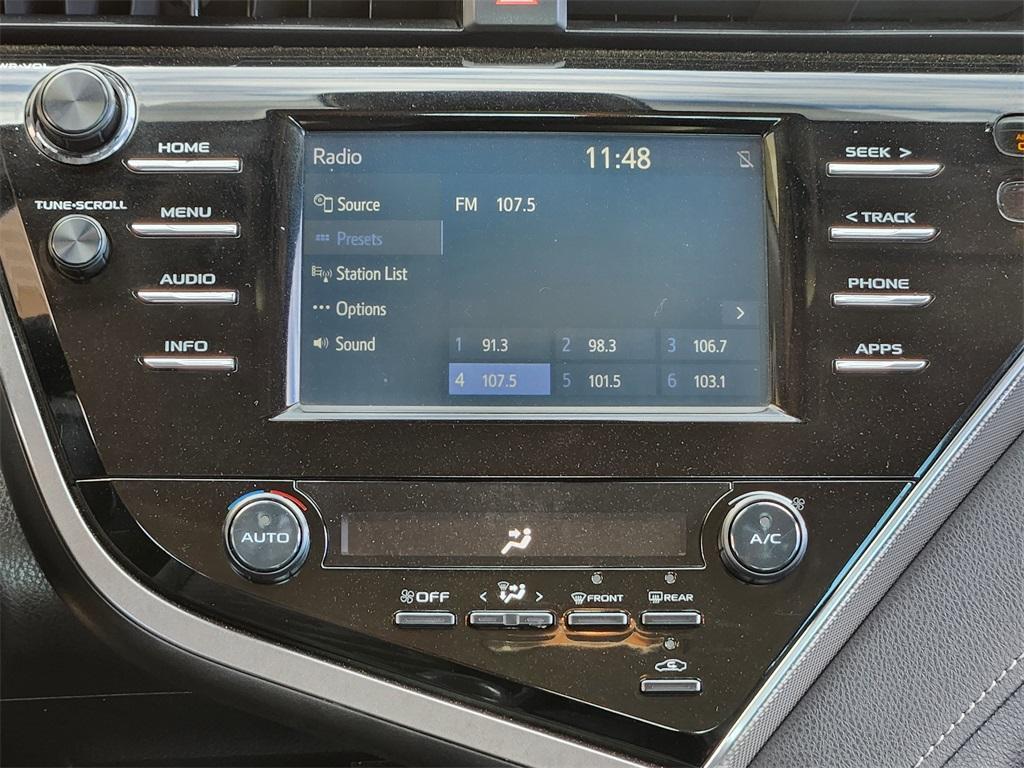 HOME
TUNE•SCROLL
MENU
AUDIO
INFO
Radio
11:48
Source
FM 107.5
Presets
Station List
Options
Sound
1 91.3
2 98.3
3 106.7
4 107.5
5 101.5
6 103.1
SEEK >
< TRACK
PHONE
APPS
AUTO
A/C
OFF
< >
FRONT
REAR